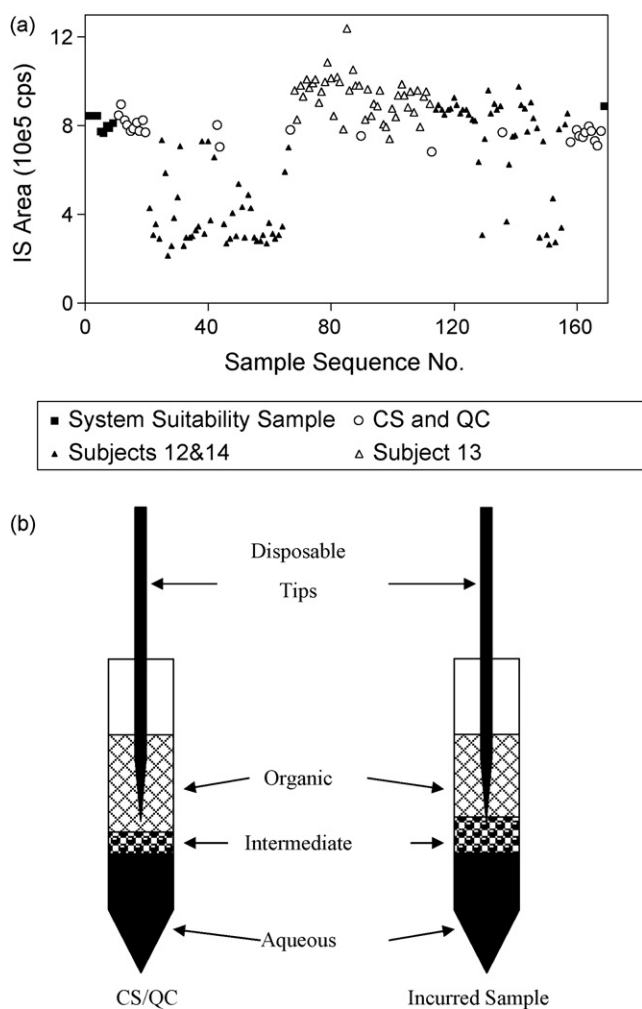 (a)
12
8
4
0
IS Area (10e5 cps)
0 40 80 120 160
Sample Sequence No.
■ System Suitability Sample ○ CS and QC
▲ Subjects 12&14 △ Subject 13
(b)
Disposable
Tips
Organic
Intermediate
Aqueous
CS/QC Incurred Sample